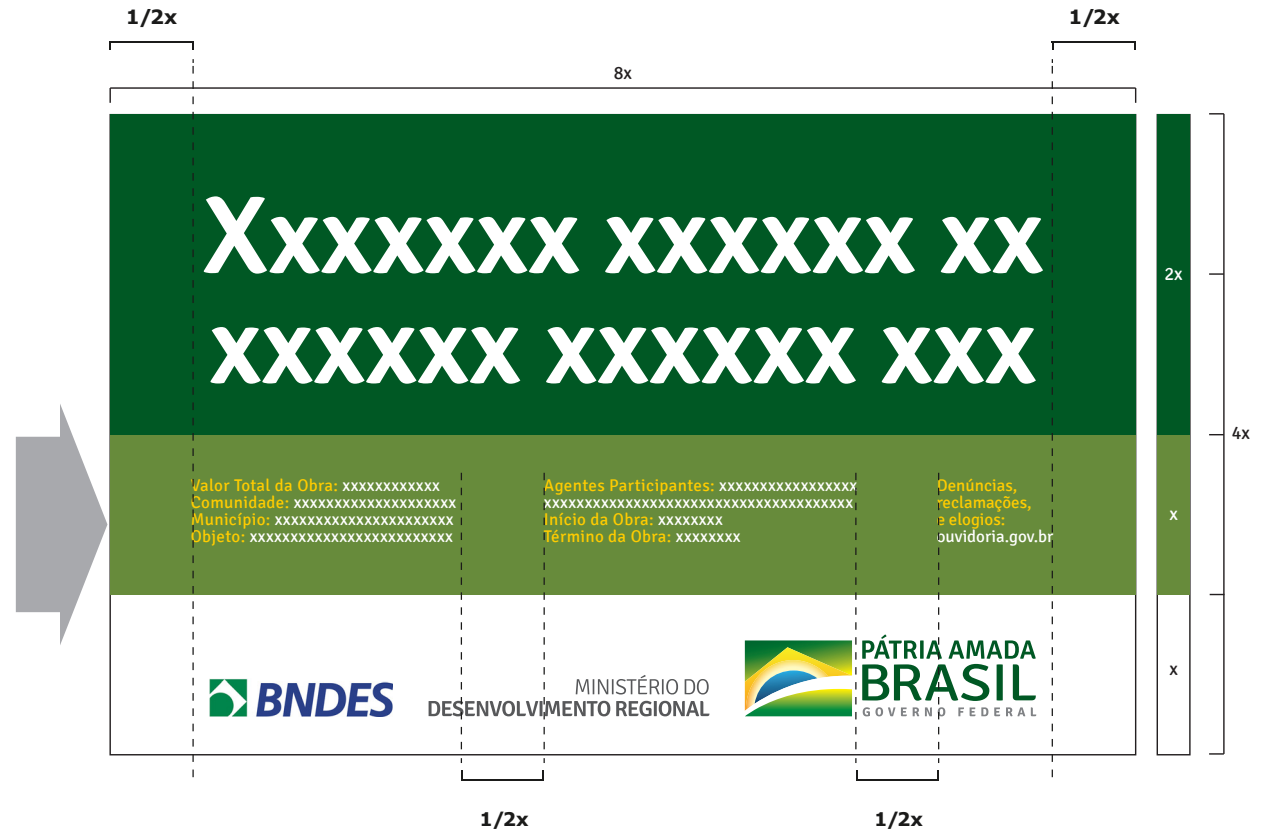 1/2x 1/2x
8x
Xxxxxxx xxxxxx xx
xxxxxx xxxxxx xxx
2x
4x
Valor Total da Obra: xxxxxxxxxxxx
Comunidade: xxxxxxxxxxxxxxxxxxxx
Município: xxxxxxxxxxxxxxxxxxxxxx
Objeto: xxxxxxxxxxxxxxxxxxxxxxxxx
Agentes Participantes: xxxxxxxxxxxxxxxxx
xxxxxxxxxxxxxxxxxxxxxxxxxxxxxxxxxxxxxx
Início da Obra: xxxxxxxx
Término da Obra: xxxxxxxx
Denúncias,
reclamações,
e elogios:
ouvidoria.gov.br
x
BNDES
MINISTÉRIO DO
DESENVOLVIMENTO REGIONAL
PÁTRIA AMADA
BRASIL
GOVERNO FEDERAL
x
1/2x 1/2x